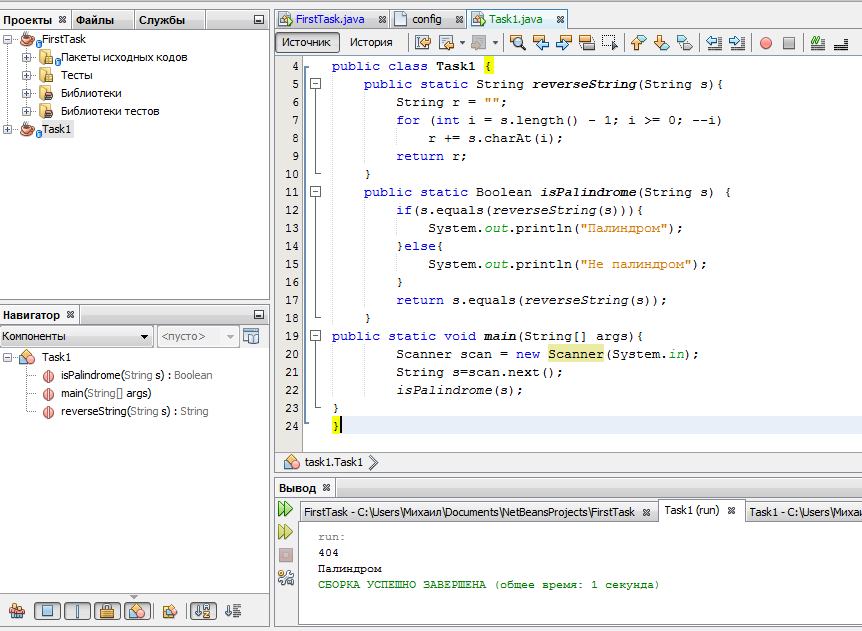 Проекты Файлы Службы
FirstTask
Пакеты исходных кодов
Тесты
Библиотеки
Библиотеки тестов
Task1
Навигатор
Компоненты <пусто>
Task1
isPalindrome(String s) : Boolean
main(String[] args)
reverseString(String s) : String
FirstTask.java config Task1.java
Источник История
4 public class Task1 {
5 public static String reverseString(String s){
6 String r = "";
7 for (int i = s.length() - 1; i >= 0; --i)
8 r += s.charAt(i);
9 return r;
10 }
11 public static Boolean isPalindrome(String s) {
12 if(s.equals(reverseString(s))){
13 System.out.println("Палиндром");
14 }else{
15 System.out.println("Не палиндром");
16 }
17 return s.equals(reverseString(s));
18 }
19 public static void main(String[] args){
20 Scanner scan = new Scanner(System.in);
21 String s=scan.next();
22 isPalindrome(s);
23 }
24 }
task1.Task1
Вывод
FirstTask - C:\Users\Михаил\Documents\NetBeansProjects\FirstTask Task1 (run) Task1 - C:\Users\Михаи
run:
404
Палиндром
СБОРКА УСПЕШНО ЗАВЕРШЕНА (общее время: 1 секунда)